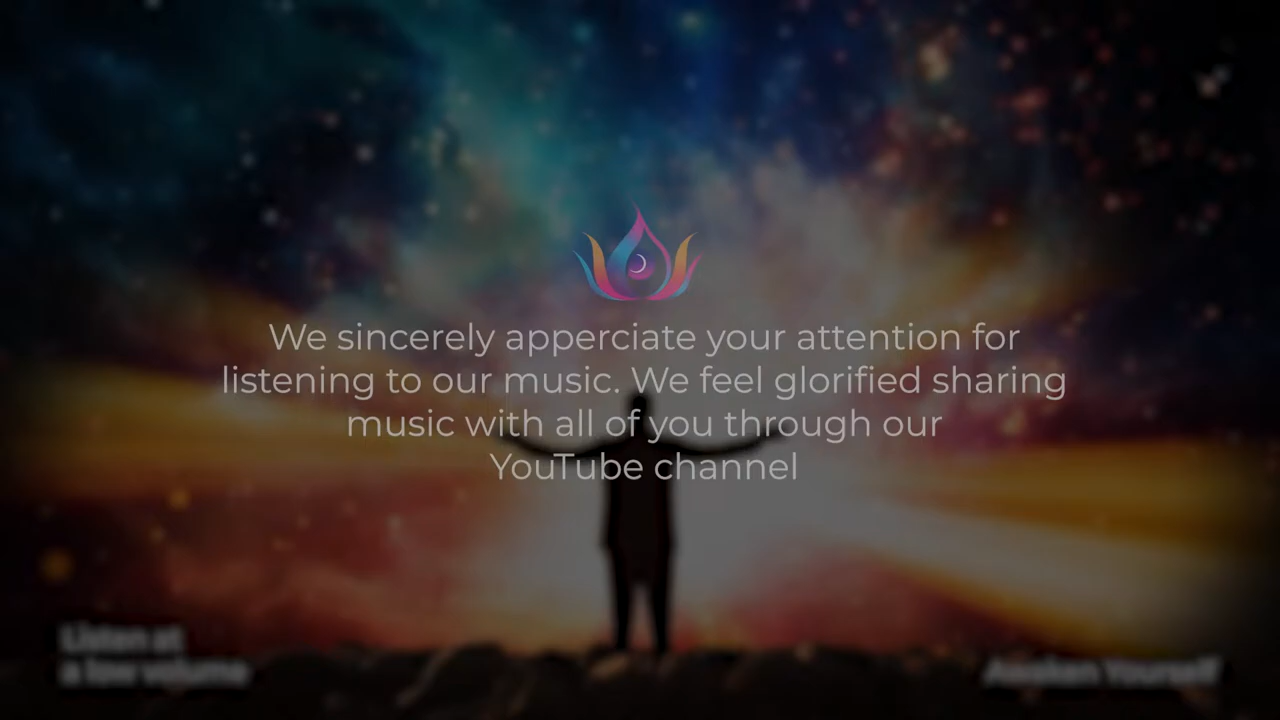 We sincerely apperciate your attention for
listening to our music. We feel glorified sharing
music with all of you through our
YouTube channel
Listen at
a low volume
Awaken Yourself